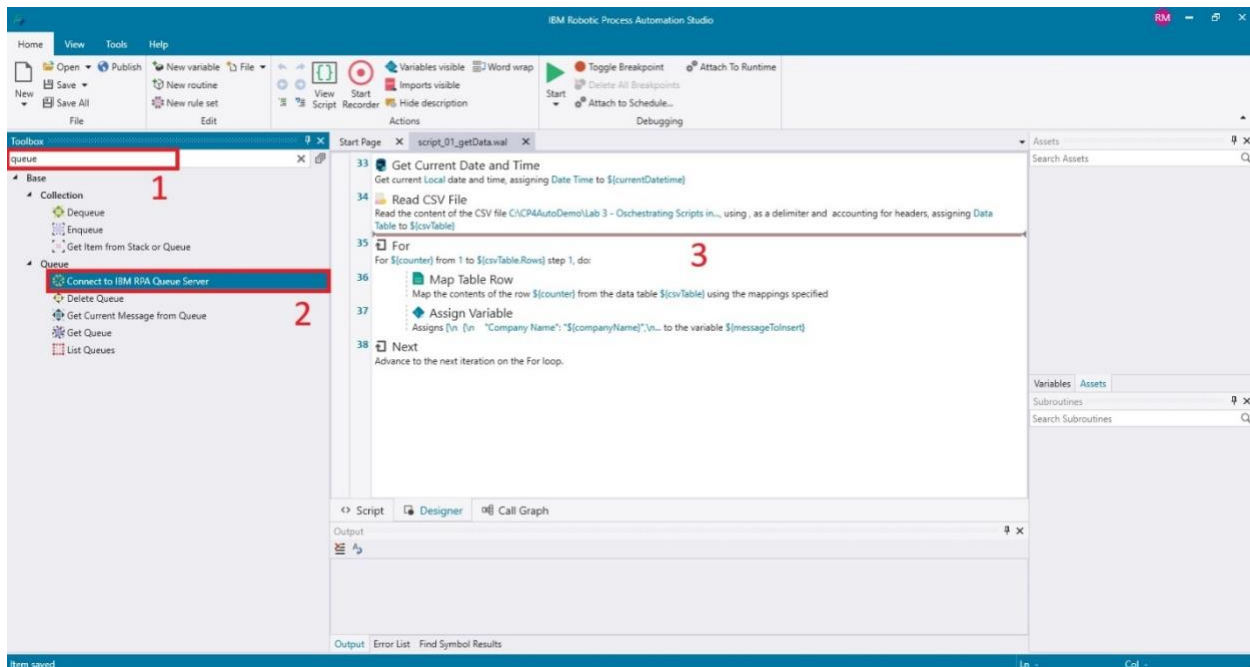 IBM Robotic Process Automation Studio
RM
Home View Tools Help
New
Open
Save
Save All
Publish
File
New variable
New routine
New rule set
File
Edit
View Script
Start Recorder
Variables visible
Imports visible
Hide description
Word wrap
Actions
Start
Toggle Breakpoint
Delete All Breakpoints
Attach to Schedule...
Attach To Runtime
Debugging
Toolbox
queue
1
Base
Collection
Dequeue
Enqueue
Get Item from Stack or Queue
Queue
Connect to IBM RPA Queue Server
Delete Queue
Get Current Message from Queue
Get Queue
List Queues
2
Start Page
script_01_getData.wal
33 Get Current Date and Time
Get current Local date and time, assigning Date Time to ${currentDatetime}
34 Read CSV File
Read the content of the CSV file C:\CP4AutoDemo\Lab 3 - Oschestrating Scripts in..., using , as a delimiter and accounting for headers, assigning Data
Table to ${csvTable}
3
35 For
For ${counter} from 1 to ${csvTable.Rows} step 1, do:
36 Map Table Row
Map the contents of the row ${counter} from the data table ${csvTable} using the mappings specified
37 Assign Variable
Assigns [\n {\n "Company Name": "${companyName}",\n... to the variable ${messageToInsert}
38 Next
Advance to the next iteration on the For loop.
Script Designer Call Graph
Output
Output Error List Find Symbol Results
Assets
Search Assets
Variables Assets
Subroutines
Search Subroutines
Item saved
Ln -
Col -